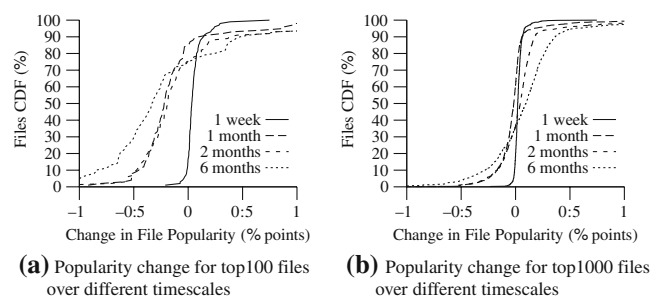 100
90
80
70
60
50
40
30
20
10
0
Files CDF (%)
1 week
1 month
2 months
6 months
−1 −0:5 0 0:5 1
Change in File Popularity (% points)
(a) Popularity change for top100 files
over different timescales
100
90
80
70
60
50
40
30
20
10
0
Files CDF (%)
1 week
1 month
2 months
6 months
−1 −0:5 0 0:5 1
Change in File Popularity (% points)
(b) Popularity change for top1000 files
over different timescales